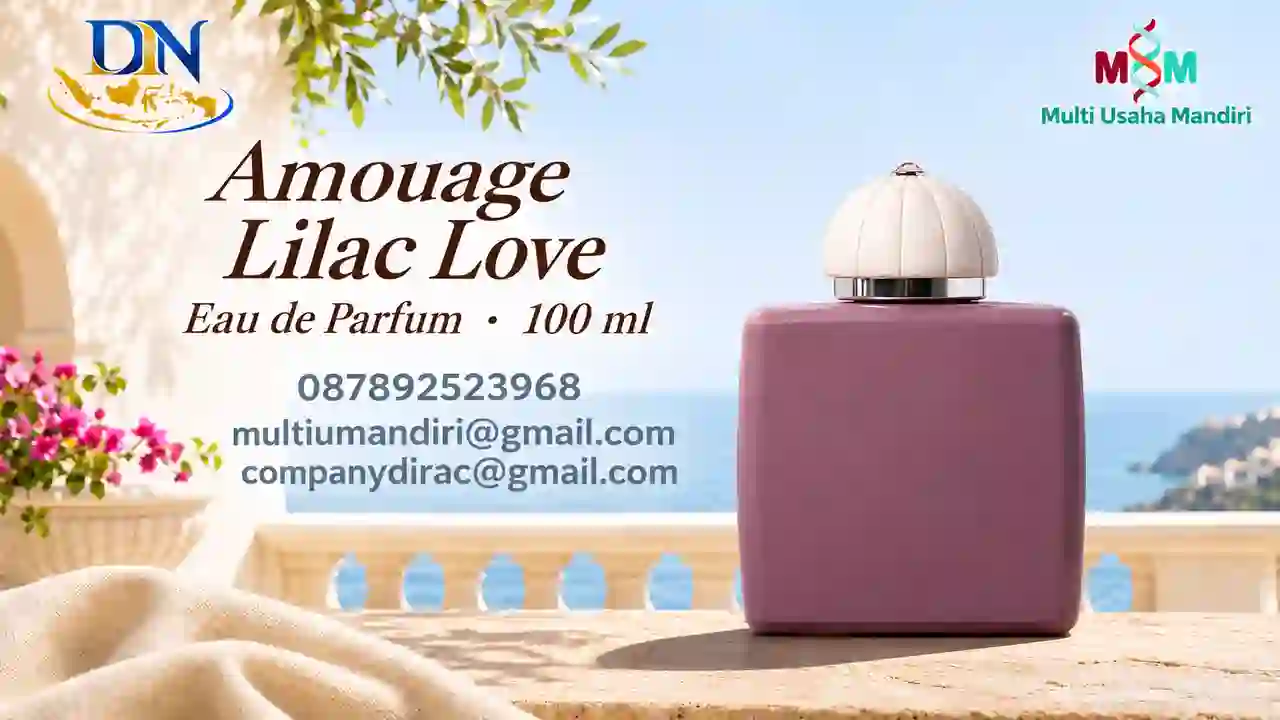 DN
M M
Multi Usaha Mandiri
Amouage
Lilac Love
Eau de Parfum • 100 ml
087892523968
multiumandiri@gmail.com
companydirac@gmail.com